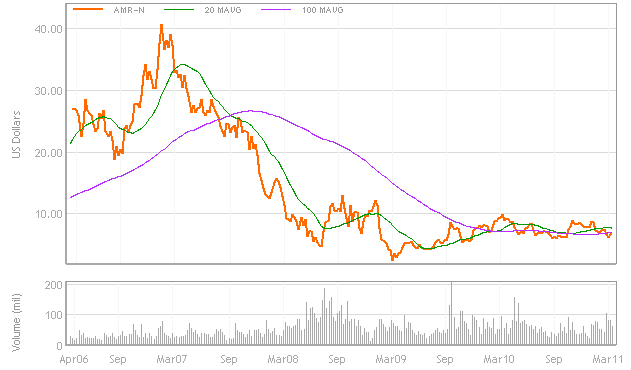 AMR-N 20 MAVG 100 MAVG
40.00
30.00
20.00
10.00
US Dollars
200
100
0
Volume (mil)
Apr06 Sep Mar07 Sep Mar08 Sep Mar09 Sep Mar10 Sep Mar11